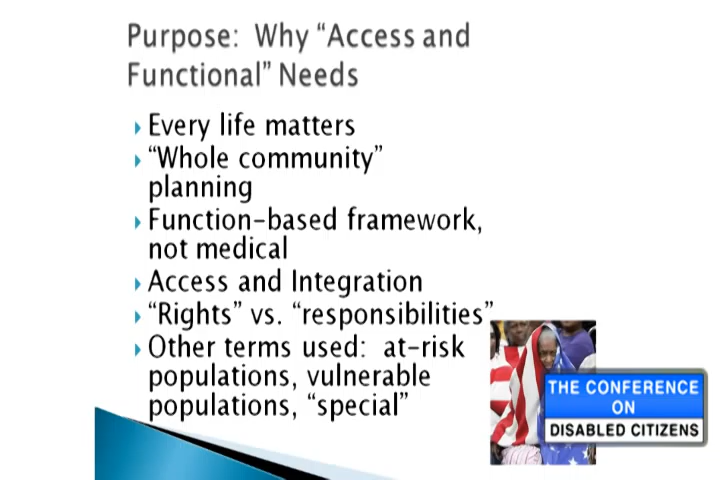 Purpose:  Why “Access and
Functional” Needs
Every life matters
“Whole community”
planning
Function-based framework,
not medical
Access and Integration
“Rights” vs. “responsibilities”
Other terms used:  at-risk
populations, vulnerable
populations, “special”
THE CONFERENCE
ON
DISABLED CITIZENS